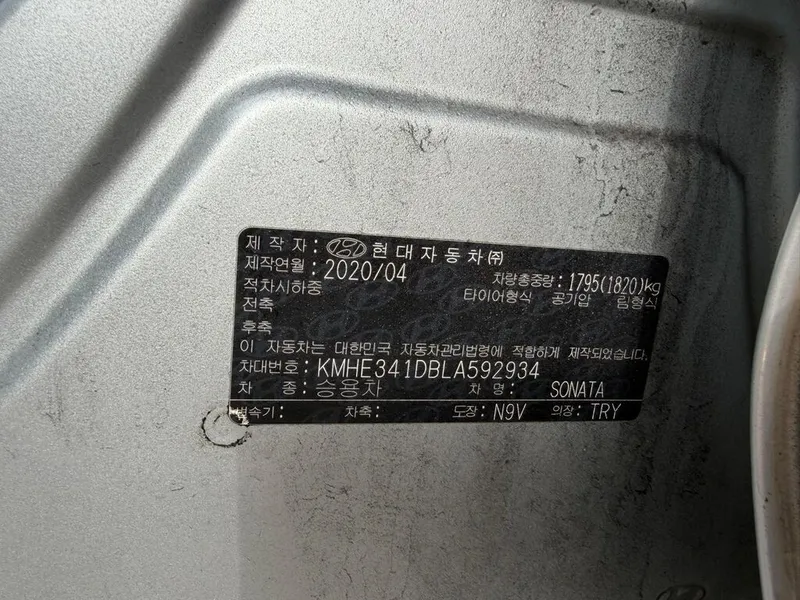 제 작 자: 현대자동차㈜
제작연월: 2020/04 차량총중량: 1795(1820)kg
적차시하중 타이어형식 공기압 림형식
전축
후축
이 자동차는 대한민국 자동차관리법령에 적합하게 제작되었습니다.
차대번호: KMHE341DBLA592934
차 종: 승용차 차 명: SONATA
변속기: 차축: 도장: N9V 의장: TRY